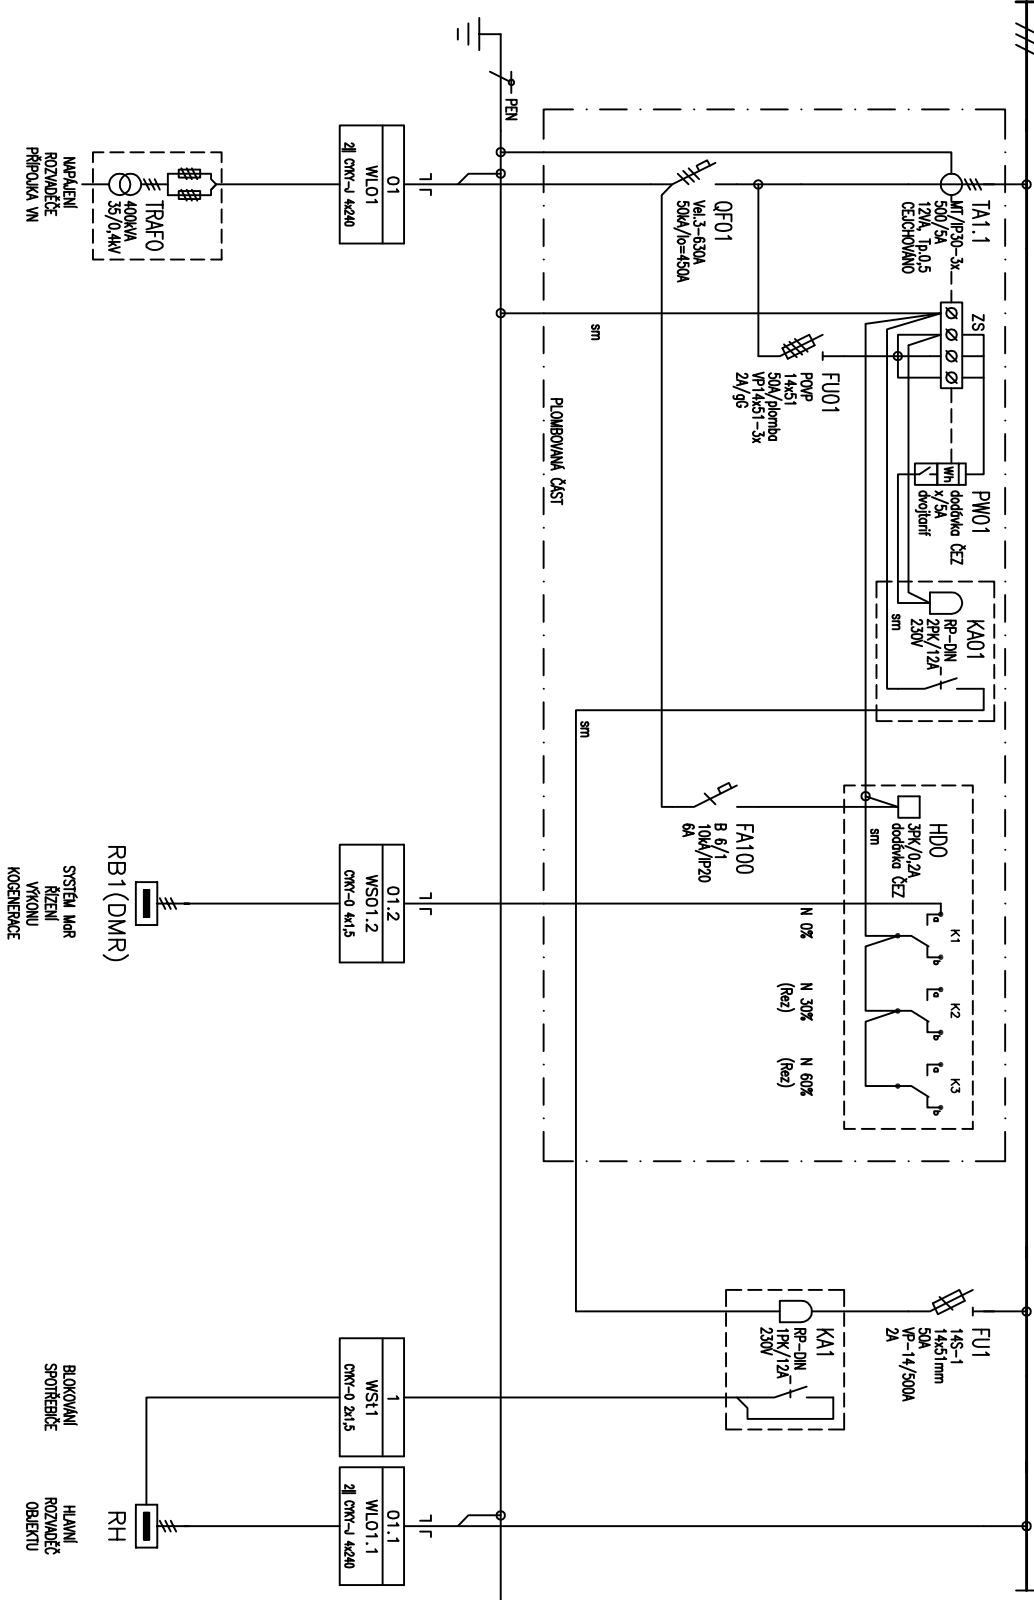 PEN
TA1.1
MT/IP30-3x
500/5A
12VA, Tp.0,5
CEJCHOVÁNO
QF01
Vel.3-630A
50kA/Io=450A
ZS
sm
FU01
POVP
14x51
50A/plomba
VP14x51-3x
2A/gG
PLOMBOVANÁ ČÁST
PW01
dodávka ČEZ
x/5A
dvojtarif
Wh
KA01
RP-DIN
2PK/12A
230V
sm
sm
HDO
3PK/0,2A
dodávka ČEZ
sm
FA100
B 6/1
10kA/IP20
6A
K1
a
b
K2
a
b
K3
a
b
N 0%
N 30%
(Rez)
N 60%
(Rez)
FU1
14S-1
14x51mm
50A
VP-14/500A
2A
KA1
RP-DIN
1PK/12A
230V
01
WL01
2|| CYKY-J 4x240
01.2
WS01.2
CYKY-O 4x1,5
1
WSt1
CYKY-O 2x1,5
01.1
WL01.1
2|| CYKY-J 4x240
TRAFO
400kVA
35/0,4kV
NAPÁJENÍ
ROZVADĚČE
PŘÍPOJKA VN
RB1(DMR)
SYSTÉM MaR
ŘÍZENÍ
VÝKONU
KOGENERACE
BLOKOVÁNÍ
SPOTŘEBIČE
RH
HLAVNÍ
ROZVADĚČ
OBJEKTU